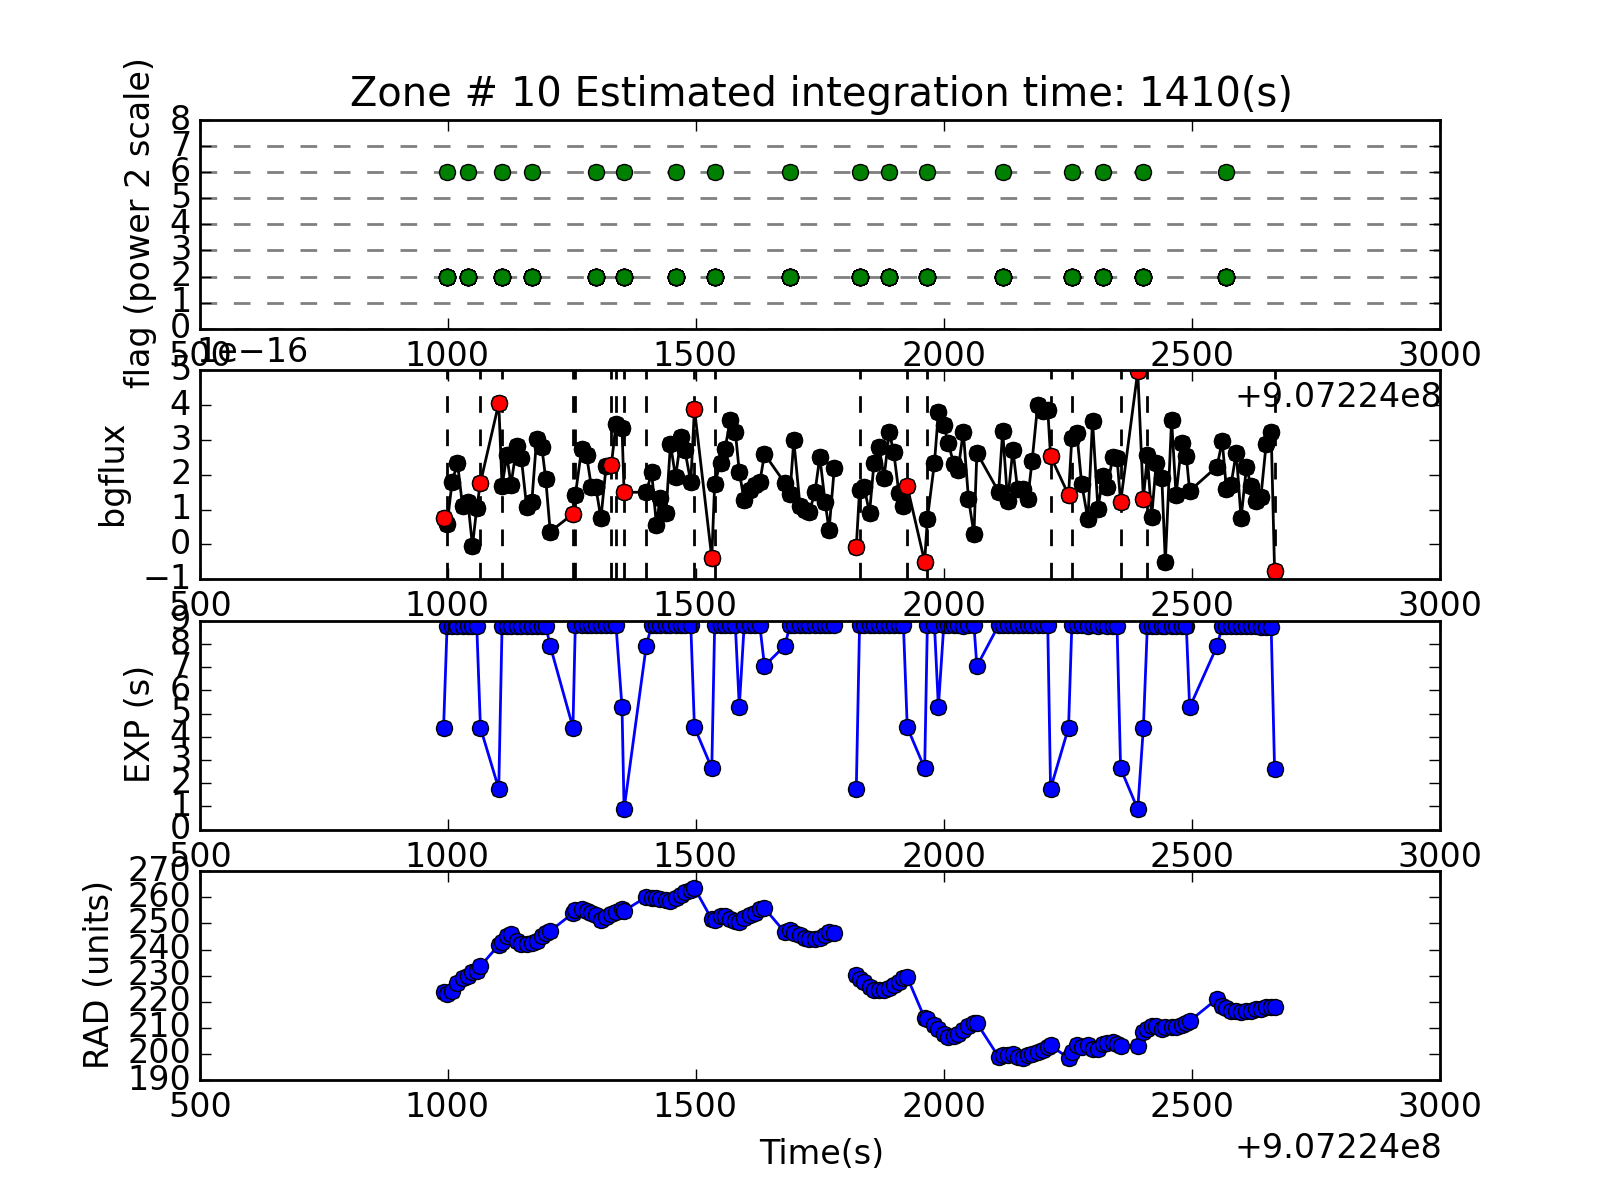 Zone # 10 Estimated integration time: 1410(s)
flag (power 2 scale)
8
7
6
5
4
3
2
1
0
500 1000 1500 2000 2500 3000
1e−16
+9.07224e8
bgflux
5
4
3
2
1
0
−1
500 1000 1500 2000 2500 3000
EXP (s)
9
8
7
6
5
4
3
2
1
0
500 1000 1500 2000 2500 3000
RAD (units)
270
260
250
240
230
220
210
200
190
500 1000 1500 2000 2500 3000
Time(s)
+9.07224e8